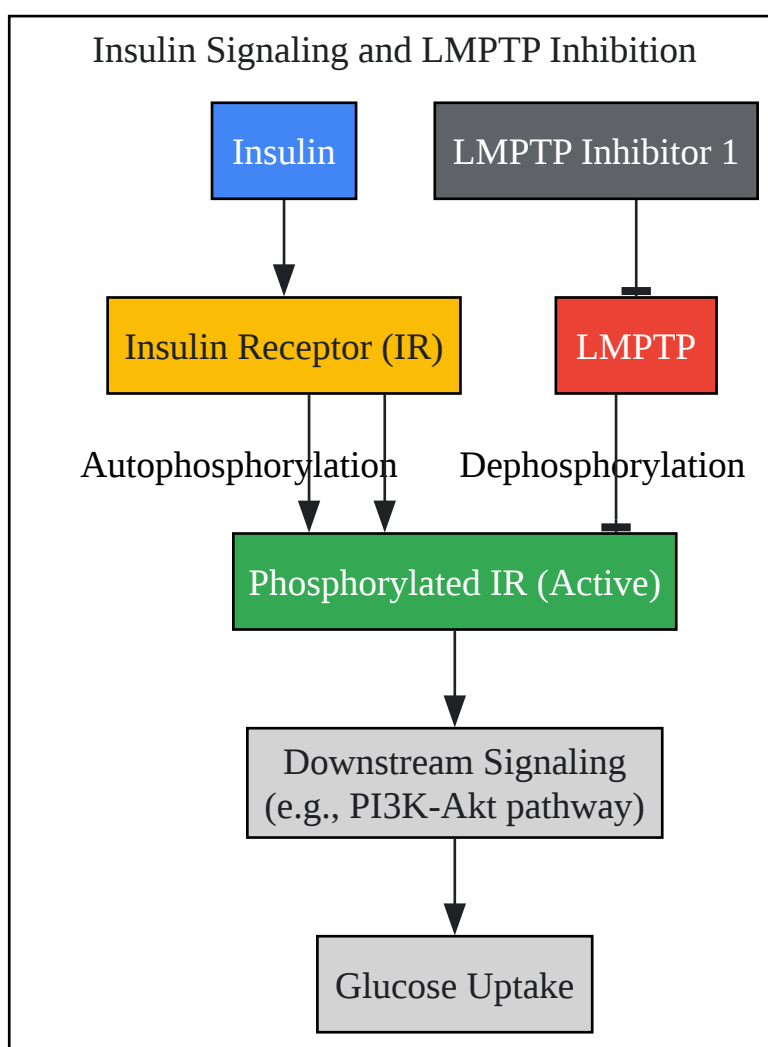 Insulin Signaling and LMPTP Inhibition
Insulin
LMPTP Inhibitor 1
Insulin Receptor (IR)
LMPTP
Autophosphorylation
Dephosphorylation
Phosphorylated IR (Active)
Downstream Signaling
(e.g., PI3K-Akt pathway)
Glucose Uptake